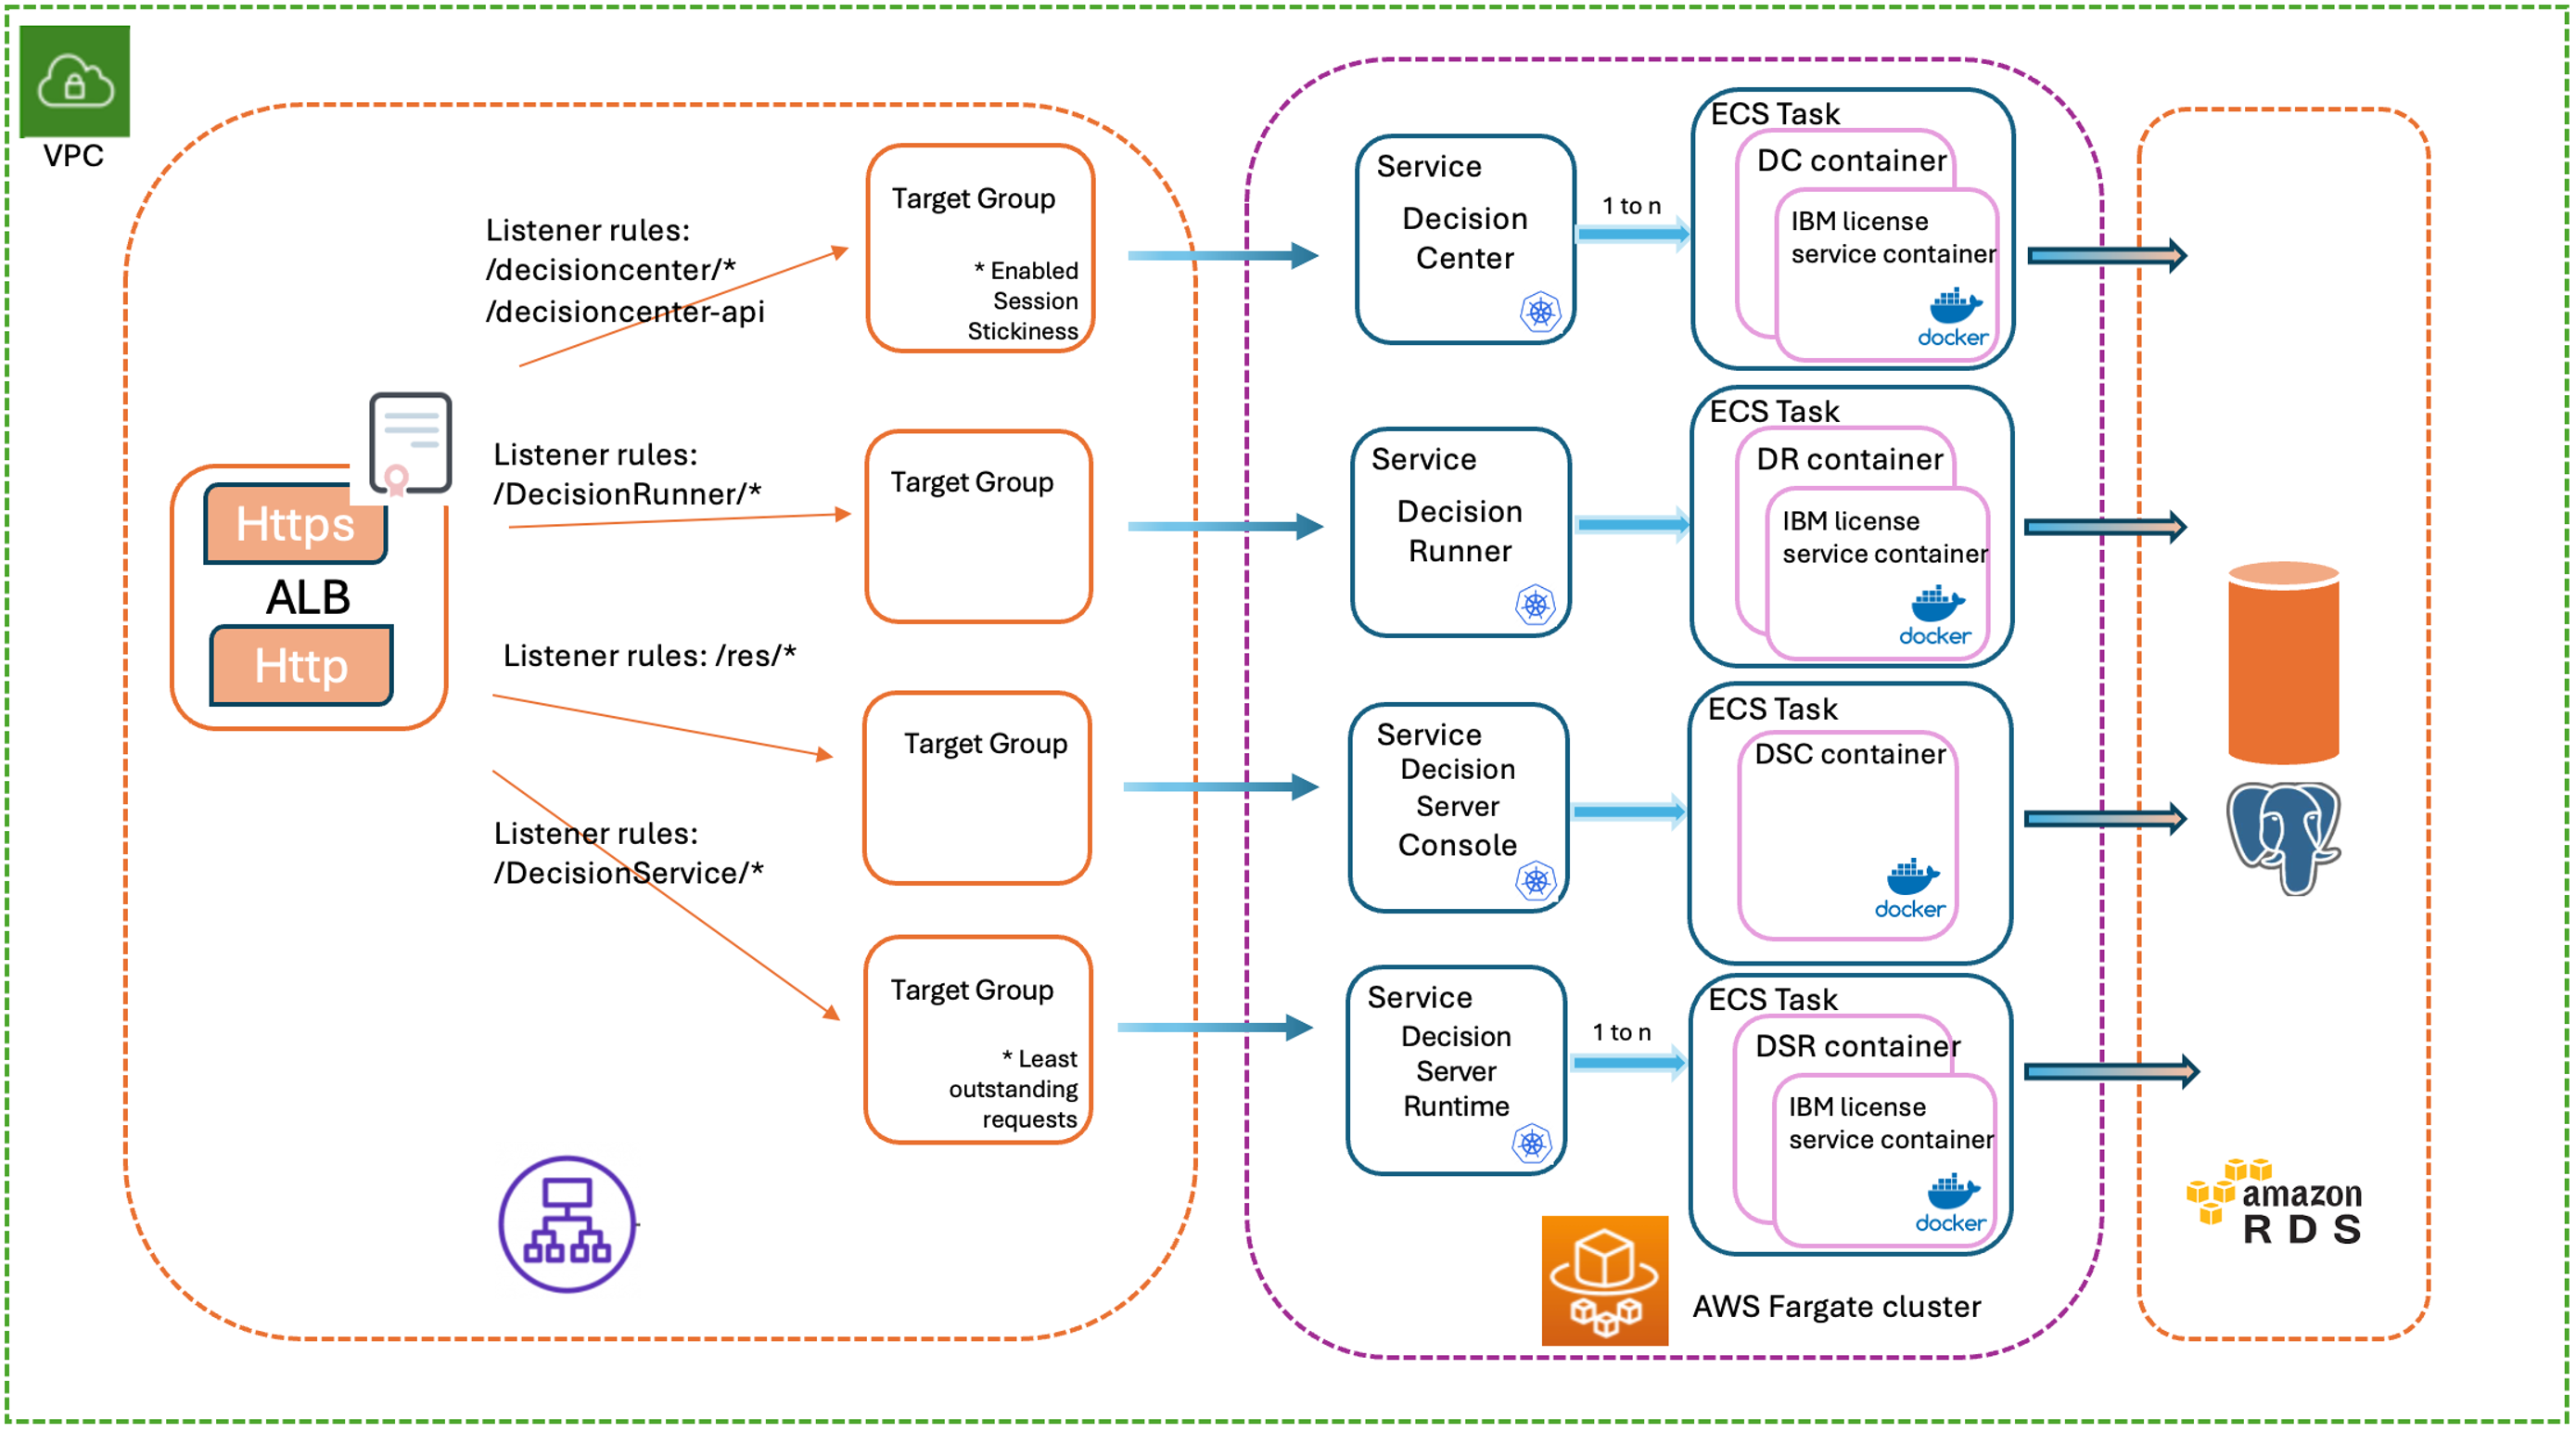 VPC
Https
ALB
Http
Listener rules:
/decisioncenter/*
/decisioncenter-api
Listener rules:
/DecisionRunner/*
Listener rules: /res/*
Listener rules:
/DecisionService/*
Target Group
* Enabled
Session
Stickiness
Target Group
Target Group
Target Group
* Least
outstanding
requests
Service
Decision
Center
1 to n
ECS Task
DC container
IBM license
service container
docker
Service
Decision
Runner
ECS Task
DR container
IBM license
service container
docker
Service
Decision
Server
Console
ECS Task
DSC container
docker
Service
Decision
Server
Runtime
1 to n
ECS Task
DSR container
IBM license
service container
docker
AWS Fargate cluster
amazon
RDS